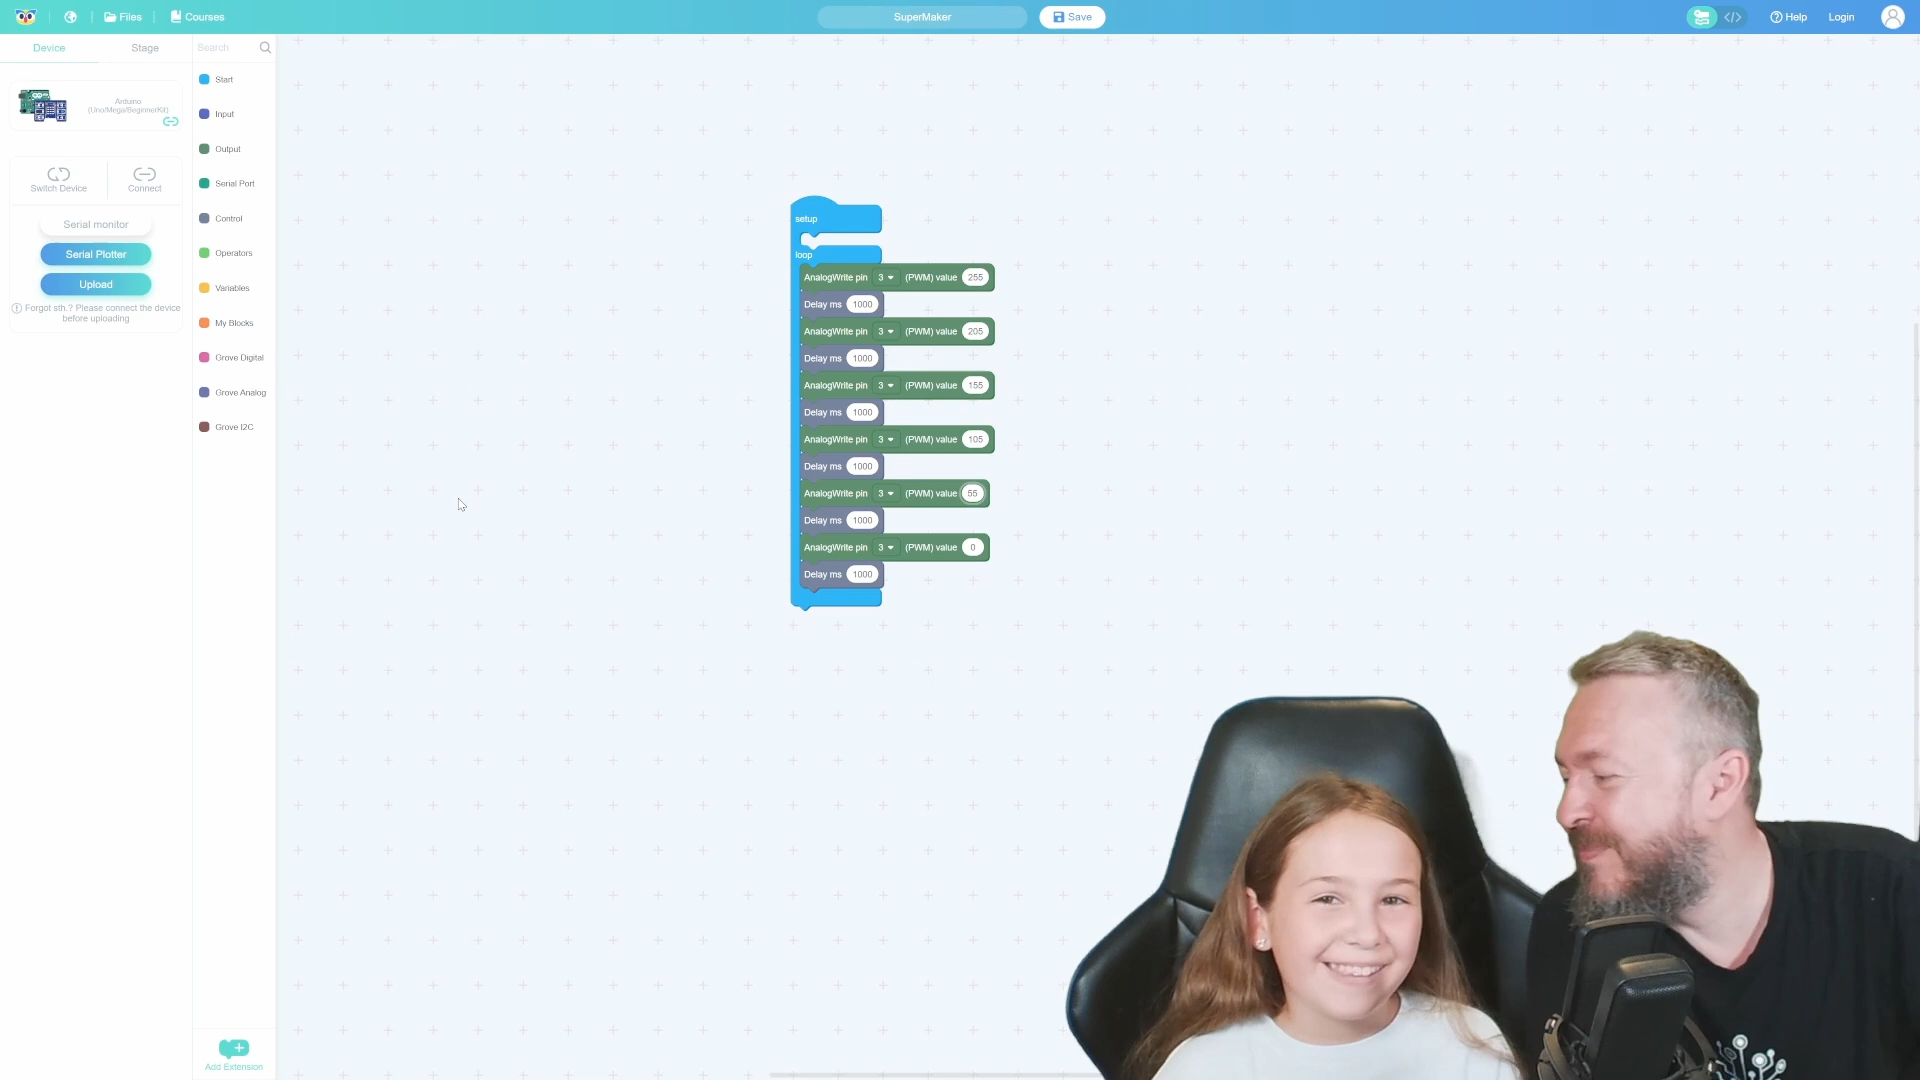 Files
Courses
SuperMaker
Save
</>
Help
Login
Device
Stage
Search
Arduino
(Uno/Mega/BeginnerKit)
Switch Device
Connect
Serial monitor
Serial Plotter
Upload
Forgot sth.? Please connect the device
before uploading
Start
Input
Output
Serial Port
Control
Operators
Variables
My Blocks
Grove Digital
Grove Analog
Grove I2C
Add Extension
setup
loop
AnalogWrite pin 3 (PWM) value 255
Delay ms 1000
AnalogWrite pin 3 (PWM) value 205
Delay ms 1000
AnalogWrite pin 3 (PWM) value 155
Delay ms 1000
AnalogWrite pin 3 (PWM) value 105
Delay ms 1000
AnalogWrite pin 3 (PWM) value 55
Delay ms 1000
AnalogWrite pin 3 (PWM) value 0
Delay ms 1000